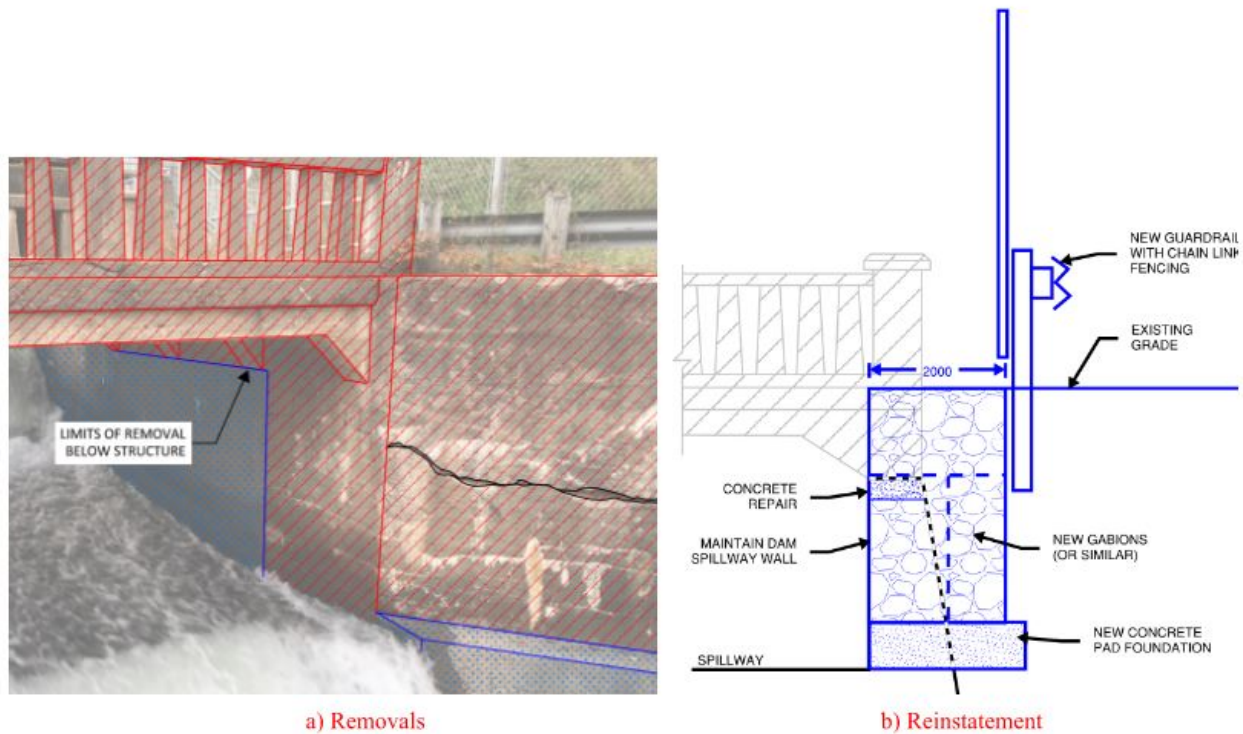 LIMITS OF REMOVAL
BELOW STRUCTURE
a) Removals
2000
NEW GUARDRAIL
WITH CHAIN LINK
FENCING
EXISTING
GRADE
CONCRETE
REPAIR
MAINTAIN DAM
SPILLWAY WALL
NEW GABIONS
(OR SIMILAR)
NEW CONCRETE
PAD FOUNDATION
SPILLWAY
b) Reinstatement